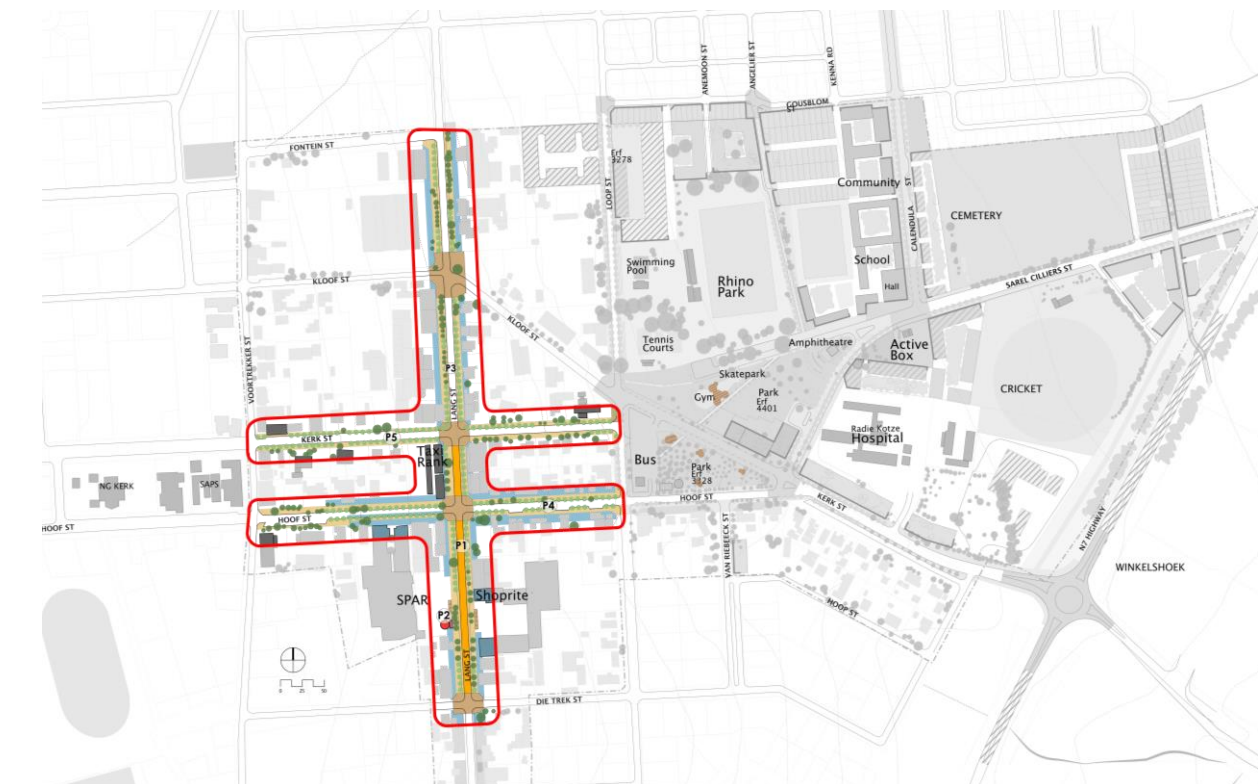 ANEMOON ST
ANGELIER ST
KENNA RD
GOUSBLOM
ST
FONTEIN ST
Erf
3278
LOOP ST
Community
CALENDULA ST
CEMETERY
Swimming
Pool
Rhino
Park
School
Hall
SAREL CILLIERS ST
KLOOF ST
KLOOF ST
VOORTREKKER ST
Tennis
Courts
Amphitheatre
Active
Box
P3
LANG ST
Skatepark
Gym
Park
Erf
4401
CRICKET
KERK ST
P5
Taxi
Rank
Radie Kotze
Hospital
Bus
Park
Erf
3728
NG KERK
SAPS
HOOF ST
HOOF ST
P4
HOOF ST
KERK ST
P1
VAN RIEBEECK ST
N7 HIGHWAY
WINKELSHOEK
SPAR
Shoprite
P2
HOOP ST
LANG ST
0 25 50
DIE TREK ST